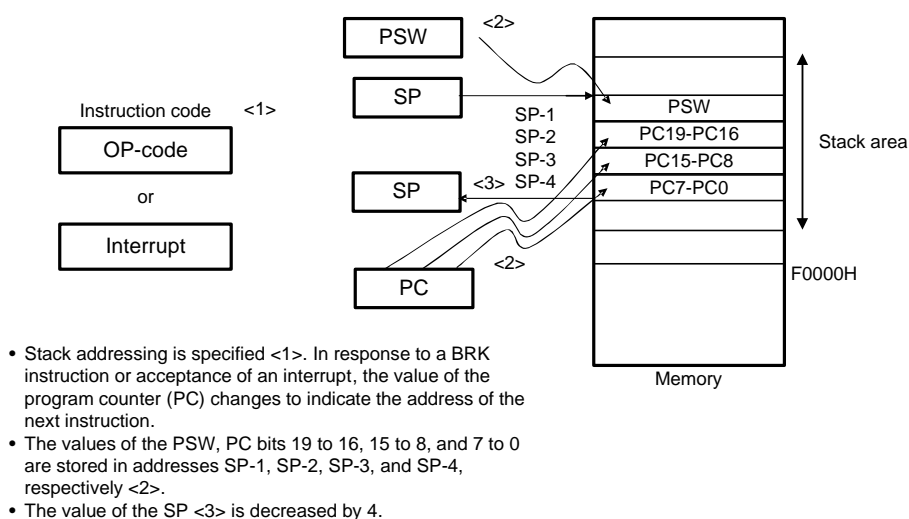 PSW
<2>
SP
Instruction code <1>
OP-code
or
Interrupt
SP-1
SP-2
SP-3
SP-4
SP
<3>
<2>
PC
PSW
PC19-PC16
PC15-PC8
PC7-PC0
Stack area
F0000H
Memory
• Stack addressing is specified <1>. In response to a BRK
instruction or acceptance of an interrupt, the value of the
program counter (PC) changes to indicate the address of the
next instruction.
• The values of the PSW, PC bits 19 to 16, 15 to 8, and 7 to 0
are stored in addresses SP-1, SP-2, SP-3, and SP-4,
respectively <2>.
• The value of the SP <3> is decreased by 4.